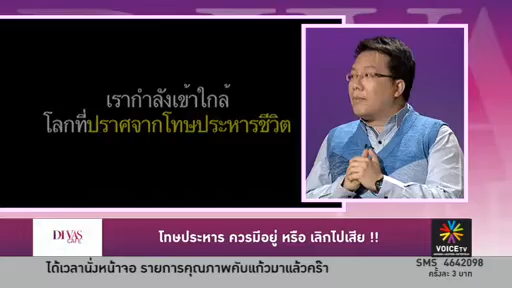 เรากำลังเข้าใกล้
โลกที่ปราศจากโทษประหารชีวิต
DIVAS
CAFE
โทษประหาร ควรมีอยู่ หรือ เลิกไปเสีย !!
VOICETV
ได้เวลานั่งหน้าจอ รายการคุณภาพคับแก้วมาแล้วคร๊า
SMS 4642098
ครั้งละ 3 บาท